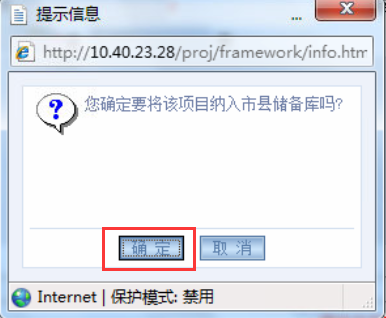 提示信息
...
http://10.40.23.28/proj/framework/info.htm
您确定要将该项目纳入市县储备库吗?
确 定 取 消
Internet | 保护模式: 禁用